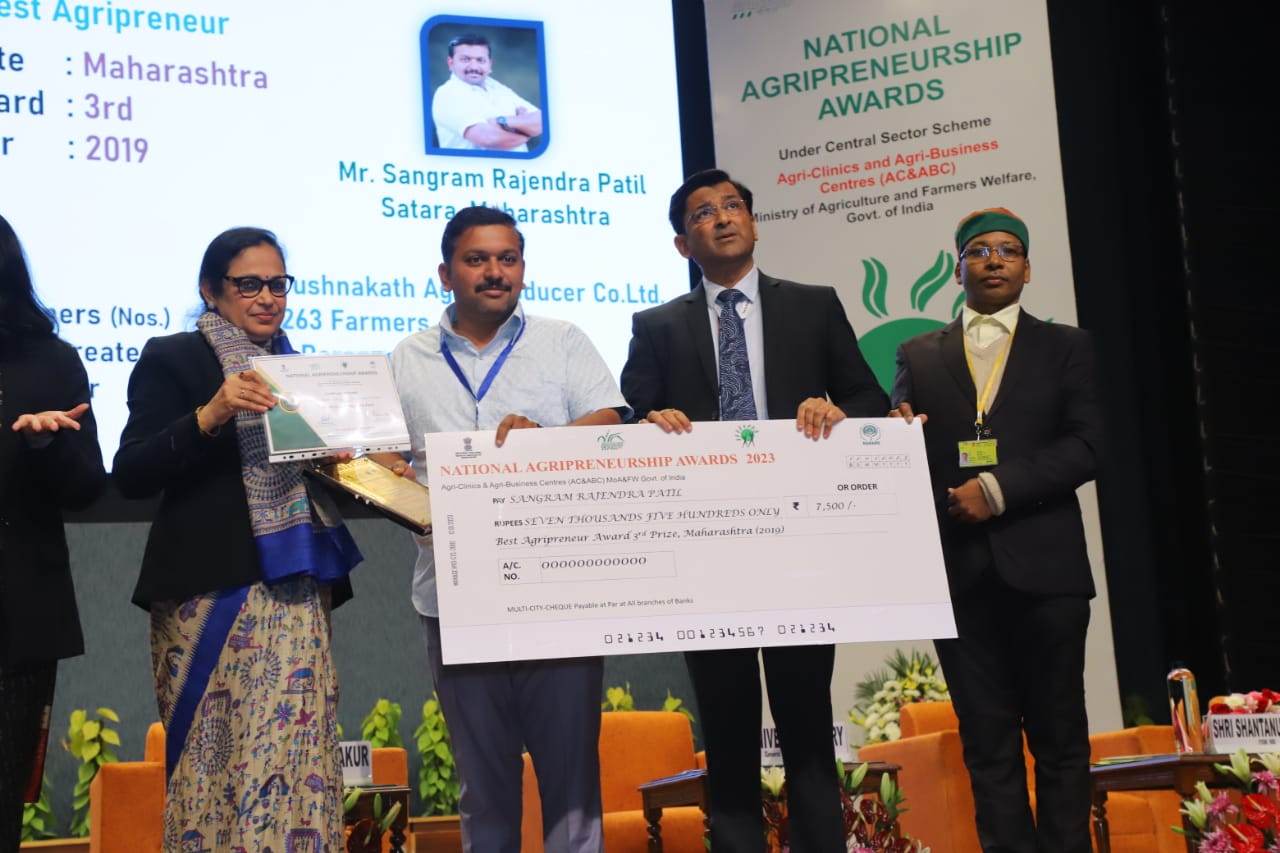 est Agripreneur
te : Maharashtra
ard : 3rd
r : 2019
Mr. Sangram Rajendra Patil
Satara, Maharashtra
ushnakath Ag ducer Co.Ltd.
ers (Nos.) 263 Farmers
reate
NATIONAL
AGRIPRENEURSHIP
AWARDS
Under Central Sector Scheme
Agri-Clinics and Agri-Business
Centres (AC&ABC)
Ministry of Agriculture and Farmers Welfare,
Govt. of India
NATIONAL AGRIPRENEURSHIP AWARDS
NATIONAL AGRIPRENEURSHIP AWARDS 2023
Agri-Clinics & Agri-Business Centres (AC&ABC) MoA&FW Govt. of India
PAY SANGRAM RAJENDRA PATIL OR ORDER
RUPEES SEVEN THOUSANDS FIVE HUNDREDS ONLY ₹ 7,500 /-
Best Agripreneur Award 3rd Prize, Maharashtra (2019)
A/C. NO. 000000000000
MULTI-CITY-CHEQUE Payable at Par at All branches of Banks
021234 001234567 021234
AKUR
RY
SHRI SHANTANU